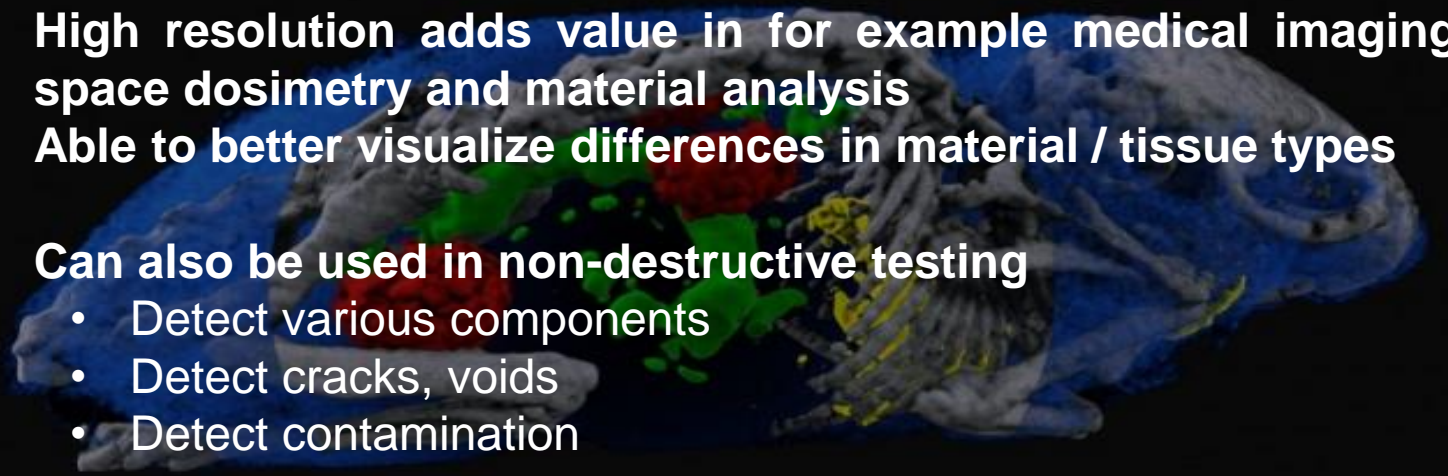 High resolution adds value in for example medical imaging
space dosimetry and material analysis
Able to better visualize differences in material / tissue types
Can also be used in non-destructive testing
• Detect various components
• Detect cracks, voids
• Detect contamination